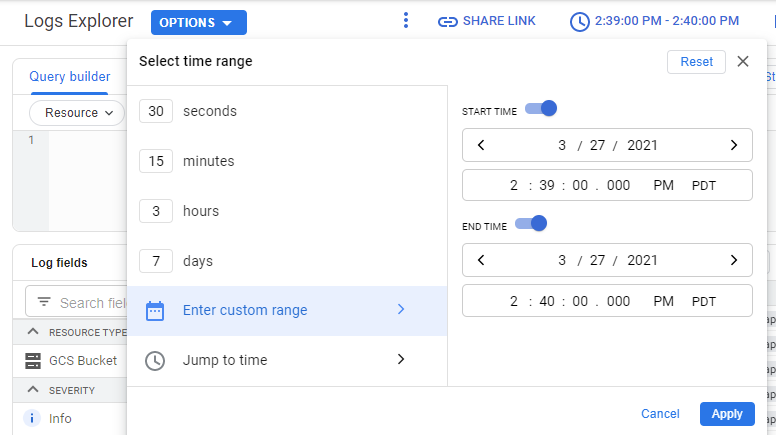 Logs Explorer OPTIONS SHARE LINK 2:39:00 PM - 2:40:00 PM
Select time range Reset
Query builder
Resource
1
30 seconds
15 minutes
3 hours
7 days
Enter custom range
Jump to time
START TIME
3 / 27 / 2021
2 : 39 : 00 . 000 PM PDT
END TIME
3 / 27 / 2021
2 : 40 : 00 . 000 PM PDT
Log fields
Search
RESOURCE TYPE
GCS Bucket
SEVERITY
Info
Cancel Apply